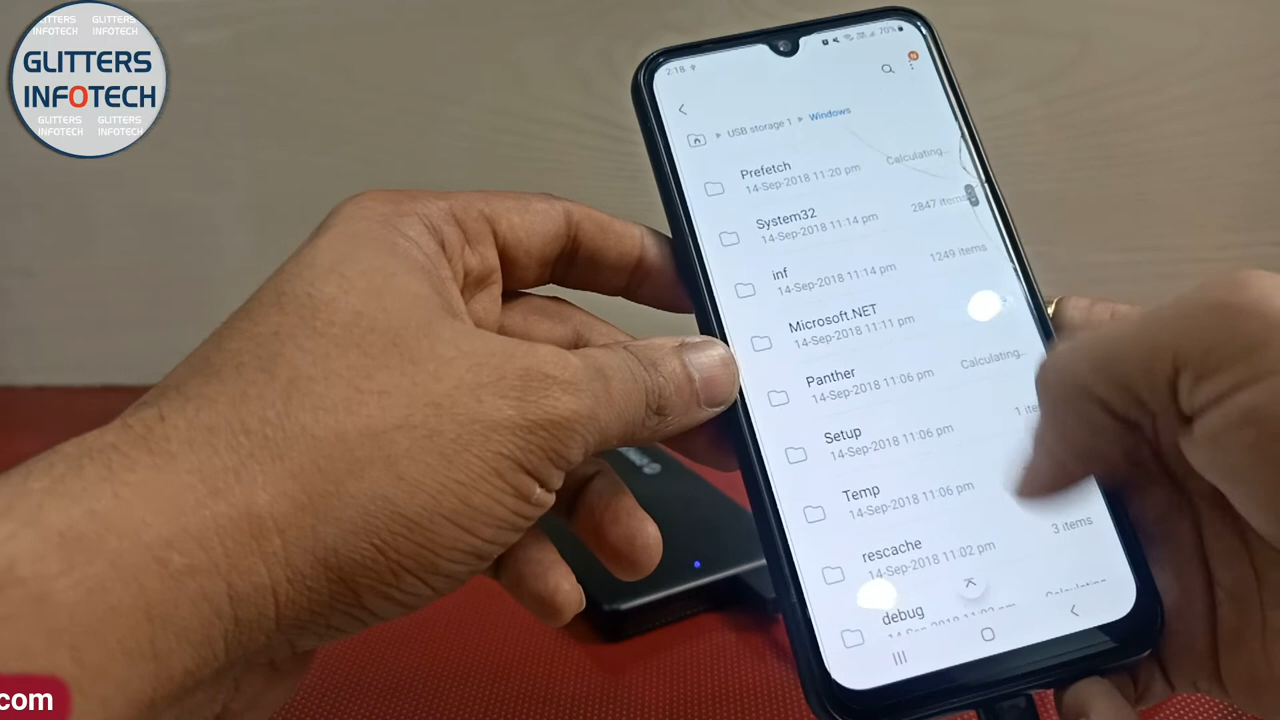 GLITTERS INFOTECH
GLITTERS INFOTECH
GLITTERS
INFOTECH
GLITTERS INFOTECH
GLITTERS INFOTECH
2:18
70%
USB storage 1
Windows
Prefetch
14-Sep-2018 11:20 pm
Calculating...
System32
14-Sep-2018 11:14 pm
2847 items
inf
14-Sep-2018 11:14 pm
1249 items
Microsoft.NET
14-Sep-2018 11:11 pm
Panther
14-Sep-2018 11:06 pm
Calculating...
Setup
14-Sep-2018 11:06 pm
Temp
14-Sep-2018 11:06 pm
rescache
14-Sep-2018 11:02 pm
3 items
debug
com